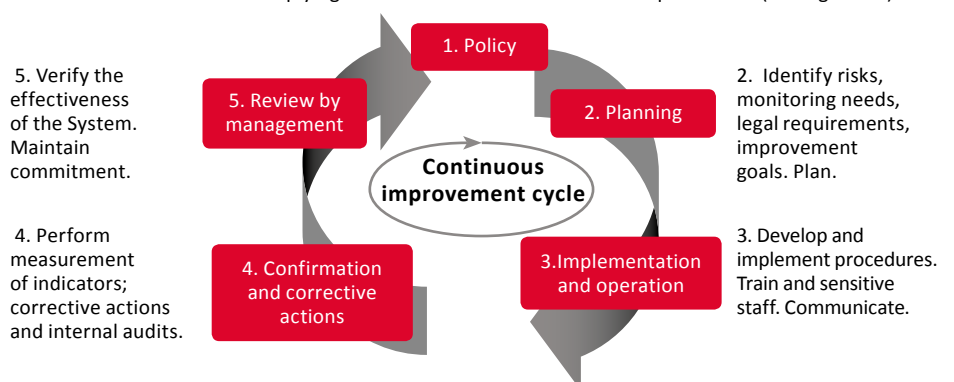 1. Policy
5. Verify the
effectiveness
of the System.
Maintain
commitment.
5. Review by
management
2. Planning
2. Identify risks,
monitoring needs,
legal requirements,
improvement
goals. Plan.
Continuous
improvement cycle
4. Perform
measurement
of indicators;
corrective actions
and internal audits.
4. Confirmation
and corrective
actions
3.Implementation
and operation
3. Develop and
implement procedures.
Train and sensitive
staff. Communicate.